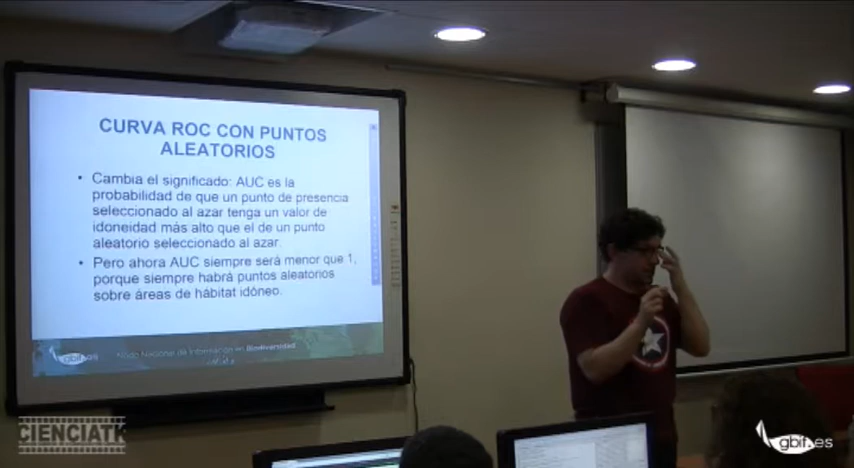 CURVA ROC CON PUNTOS
ALEATORIOS
• Cambia el significado: AUC es la
probabilidad de que un punto de presencia
seleccionado al azar tenga un valor de
idoneidad más alto que el de un punto
aleatorio seleccionado al azar.
• Pero ahora AUC siempre será menor que 1,
porque siempre habrá puntos aleatorios
sobre áreas de hábitat idóneo.
gbif.es
Nodo Nacional de Información en Biodiversidad
CIENCIATK
gbif.es